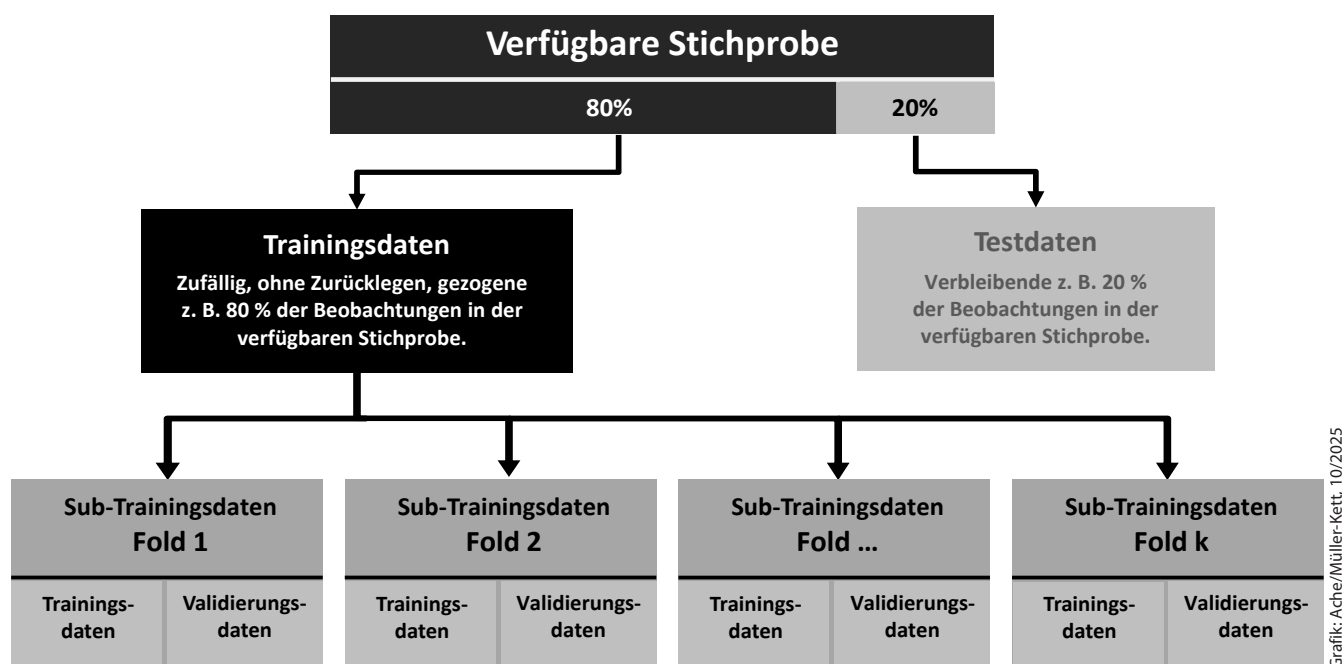 Verfügbare Stichprobe
80%
20%
Trainingsdaten
Zufällig, ohne Zurücklegen, gezogene
z. B. 80 % der Beobachtungen in der
verfügbaren Stichprobe.
Testdaten
Verbleibende z. B. 20 %
der Beobachtungen in der
verfügbaren Stichprobe.
Sub-Trainingsdaten
Fold 1
Trainings-
daten
Validierungs-
daten
Sub-Trainingsdaten
Fold 2
Trainings-
daten
Validierungs-
daten
Sub-Trainingsdaten
Fold ...
Trainings-
daten
Validierungs-
daten
Sub-Trainingsdaten
Fold k
Trainings-
daten
Validierungs-
daten
Grafik: Ache/Müller-Kett, 10/2025